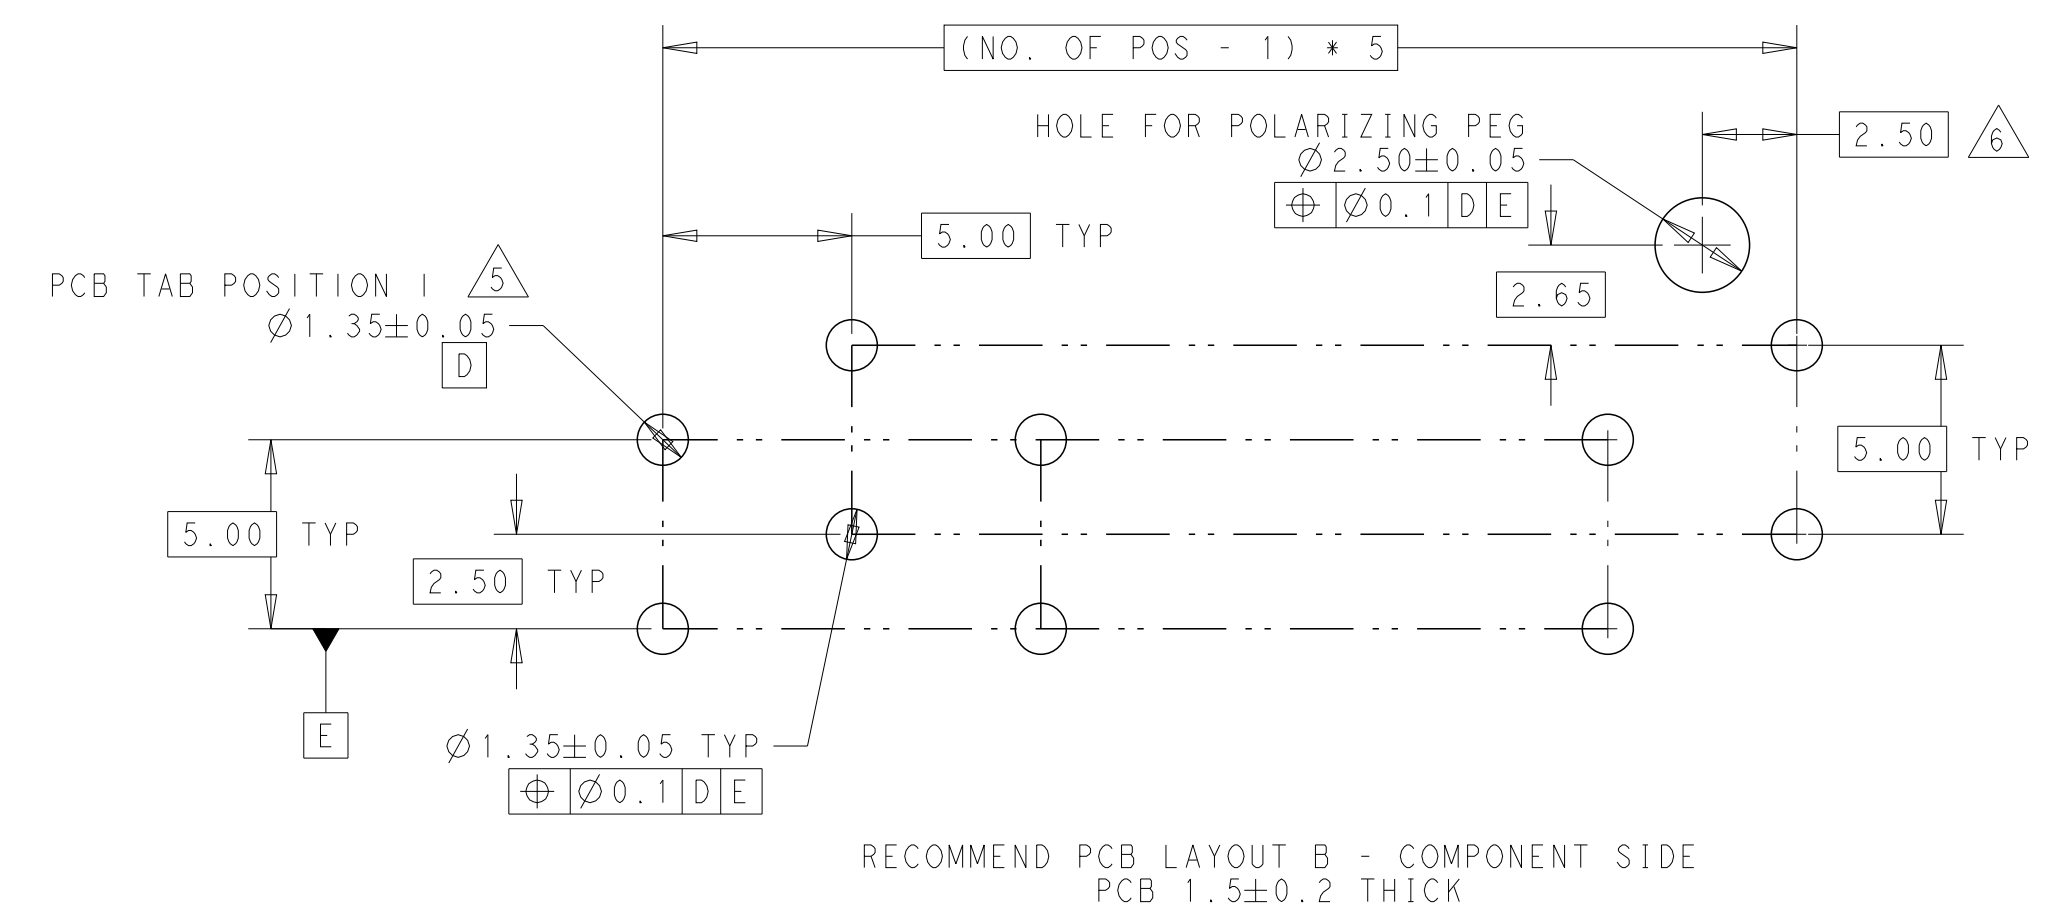 (NO. OF POS - 1) * 5
HOLE FOR POLARIZING PEG
Ø2.50±0.05
⌖ Ø0.1 D E
2.50 6
5.00 TYP
PCB TAB POSITION 1 5
Ø1.35±0.05
D
2.65
5.00 TYP
5.00 TYP
2.50 TYP
E
Ø1.35±0.05 TYP
⌖ Ø0.1 D E
RECOMMEND PCB LAYOUT B - COMPONENT SIDE
PCB 1.5±0.2 THICK